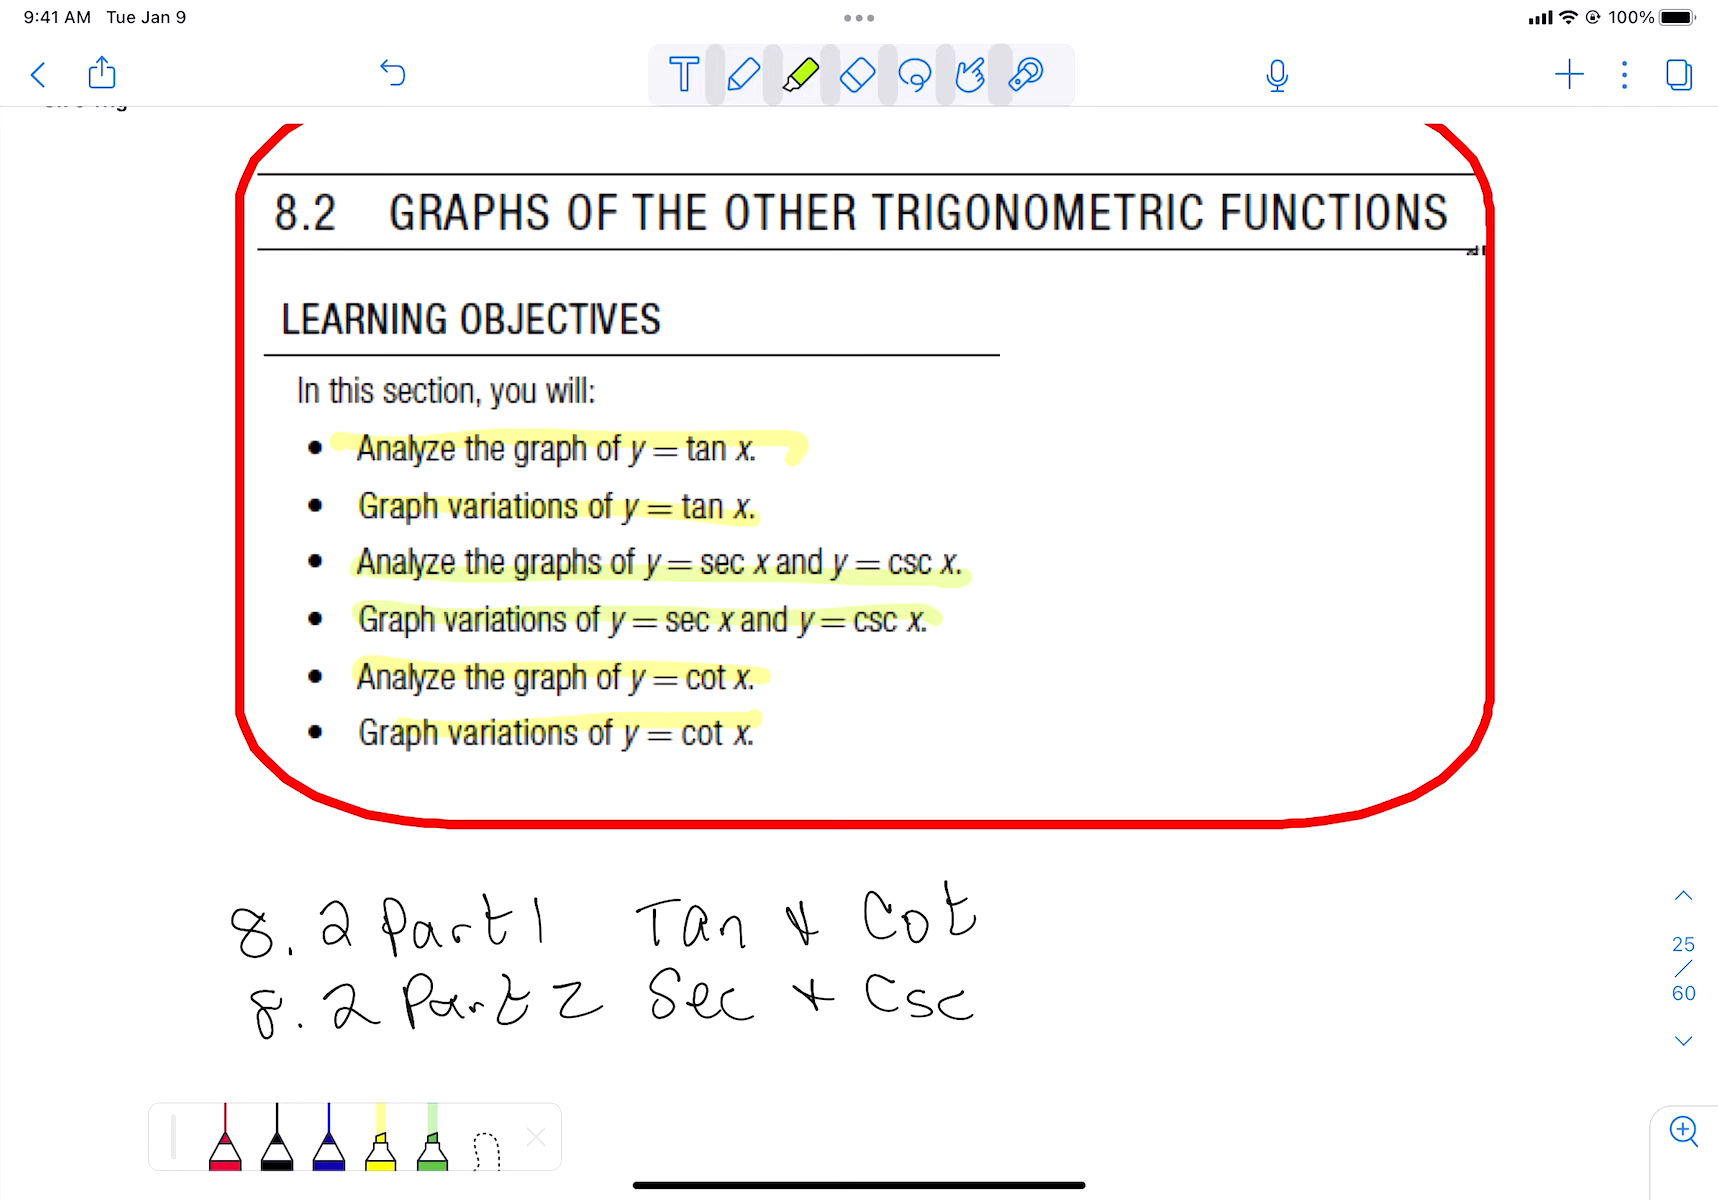 9:41 AM Tue Jan 9
100%
8.2 GRAPHS OF THE OTHER TRIGONOMETRIC FUNCTIONS
LEARNING OBJECTIVES
In this section, you will:
• Analyze the graph of y = tan x.
• Graph variations of y = tan x.
• Analyze the graphs of y = sec x and y = csc x.
• Graph variations of y = sec x and y = csc x.
• Analyze the graph of y = cot x.
• Graph variations of y = cot x.
8.2 Part 1 Tan & Cot
8.2 Part 2 Sec & Csc
25
/
60